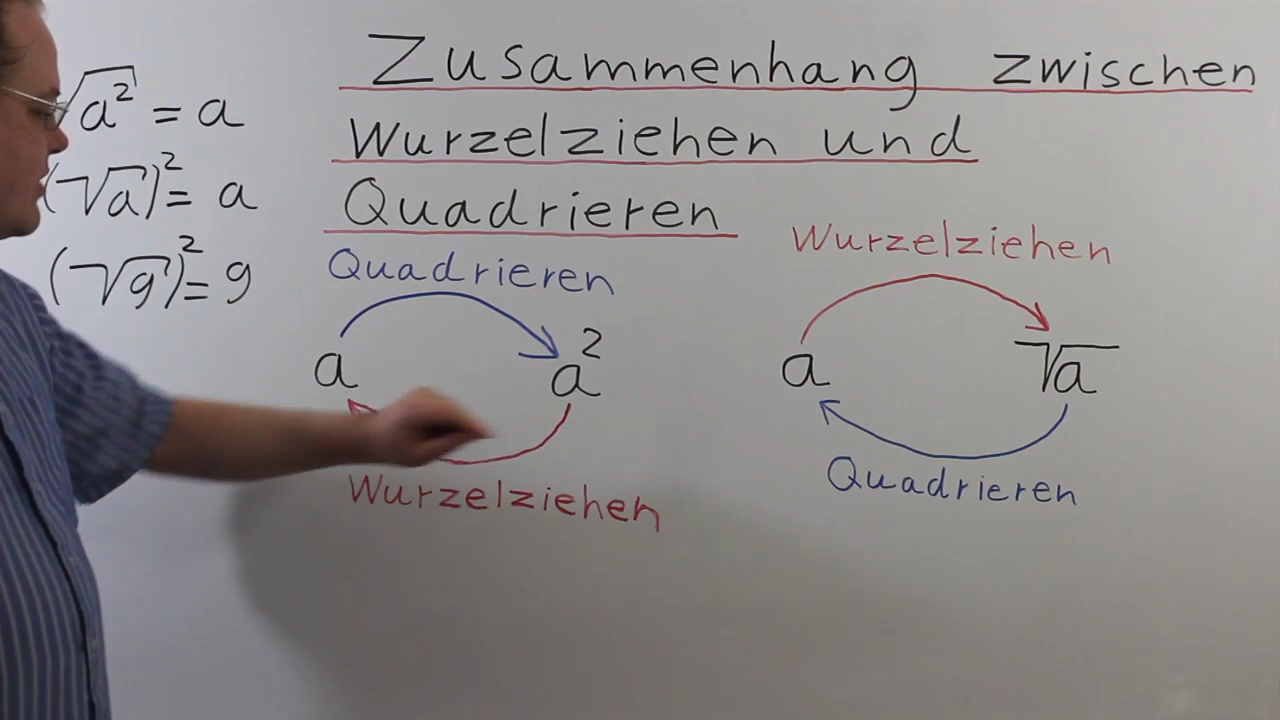 Zusammenhang zwischen
Wurzelziehen und
Quadrieren
√a² = a
(√a)² = a
(√9)² = 9
Quadrieren
a a²
Wurzelziehen
Wurzelziehen
a √a
Quadrieren